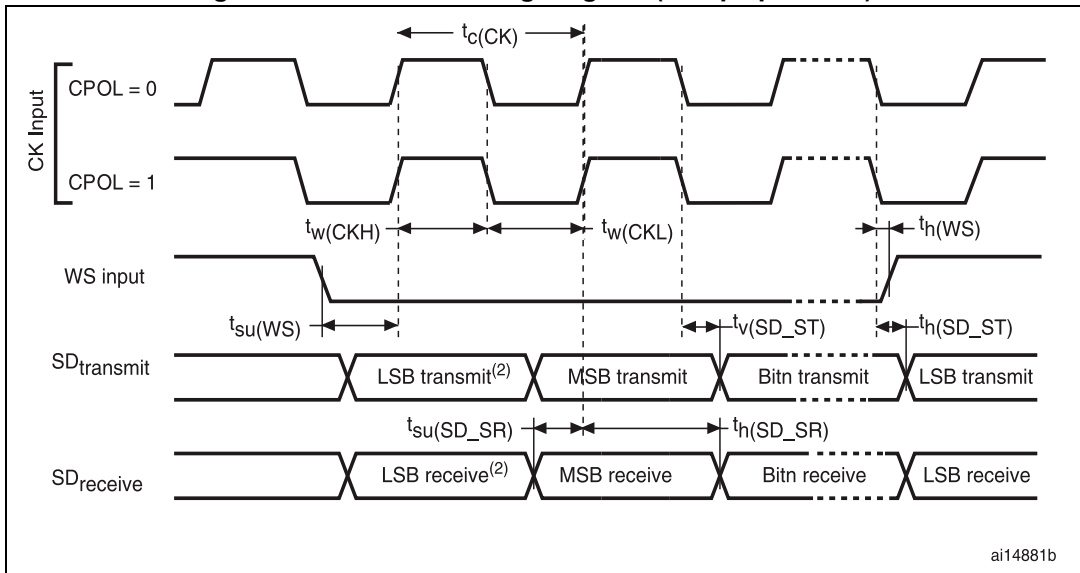 tc(CK)
CK Input
CPOL = 0
CPOL = 1
tw(CKH)
tw(CKL)
th(WS)
WS input
tsu(WS)
tv(SD_ST)
th(SD_ST)
SDtransmit
LSB transmit(2)
MSB transmit
Bitn transmit
LSB transmit
tsu(SD_SR)
th(SD_SR)
SDreceive
LSB receive(2)
MSB receive
Bitn receive
LSB receive
ai14881b